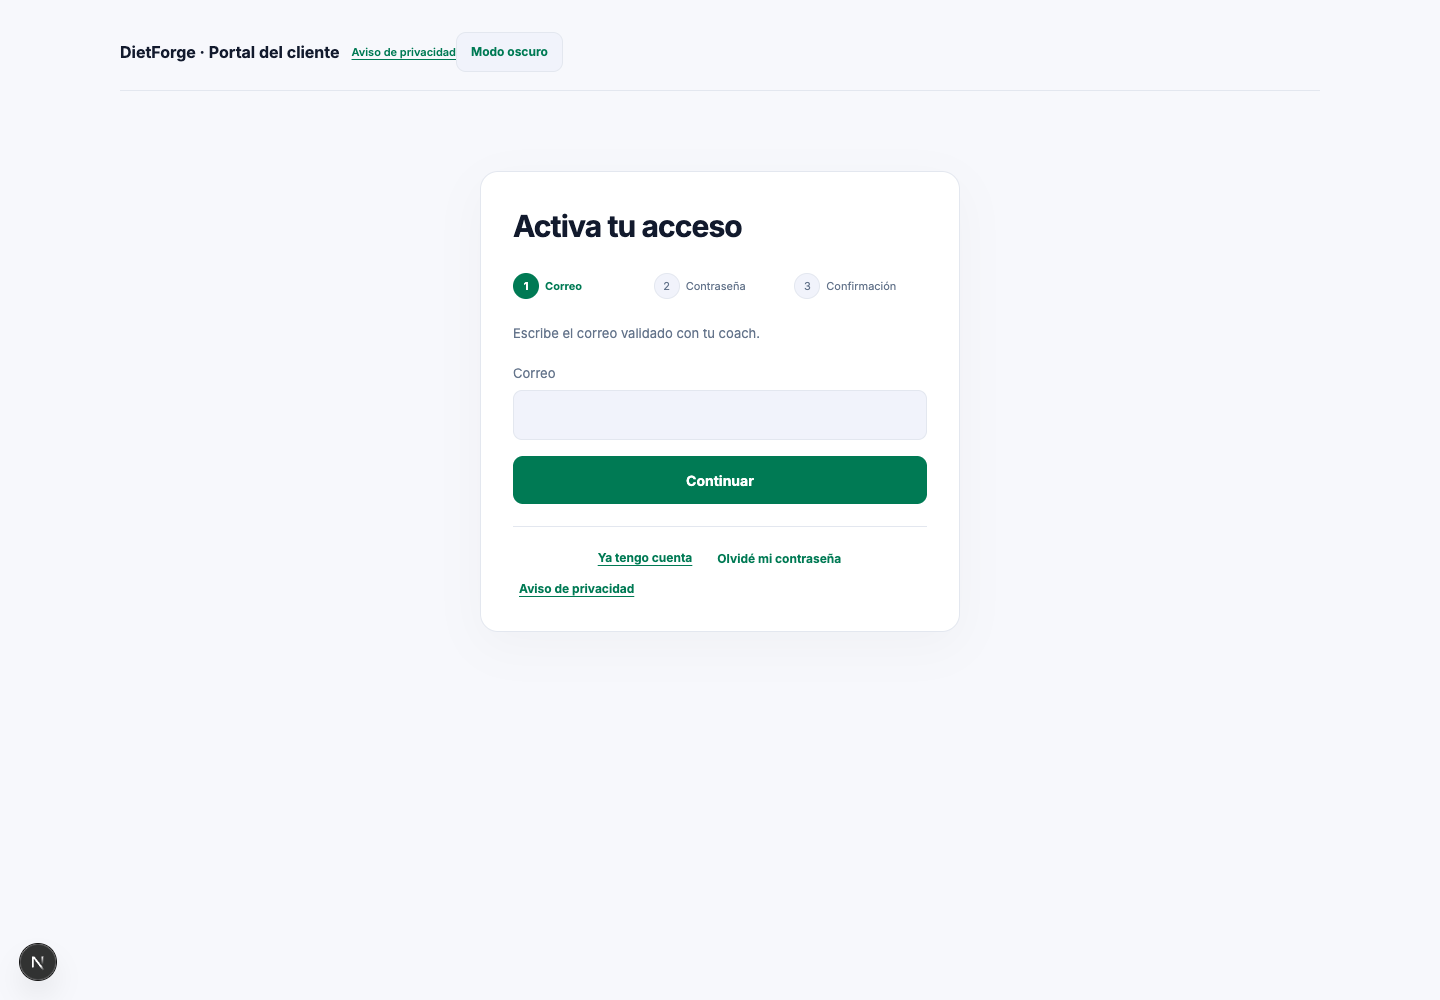 DietForge · Portal del cliente Aviso de privacidad Modo oscuro
Activa tu acceso
1 Correo 2 Contraseña 3 Confirmación
Escribe el correo validado con tu coach.
Correo
Continuar
Ya tengo cuenta Olvidé mi contraseña
Aviso de privacidad
N